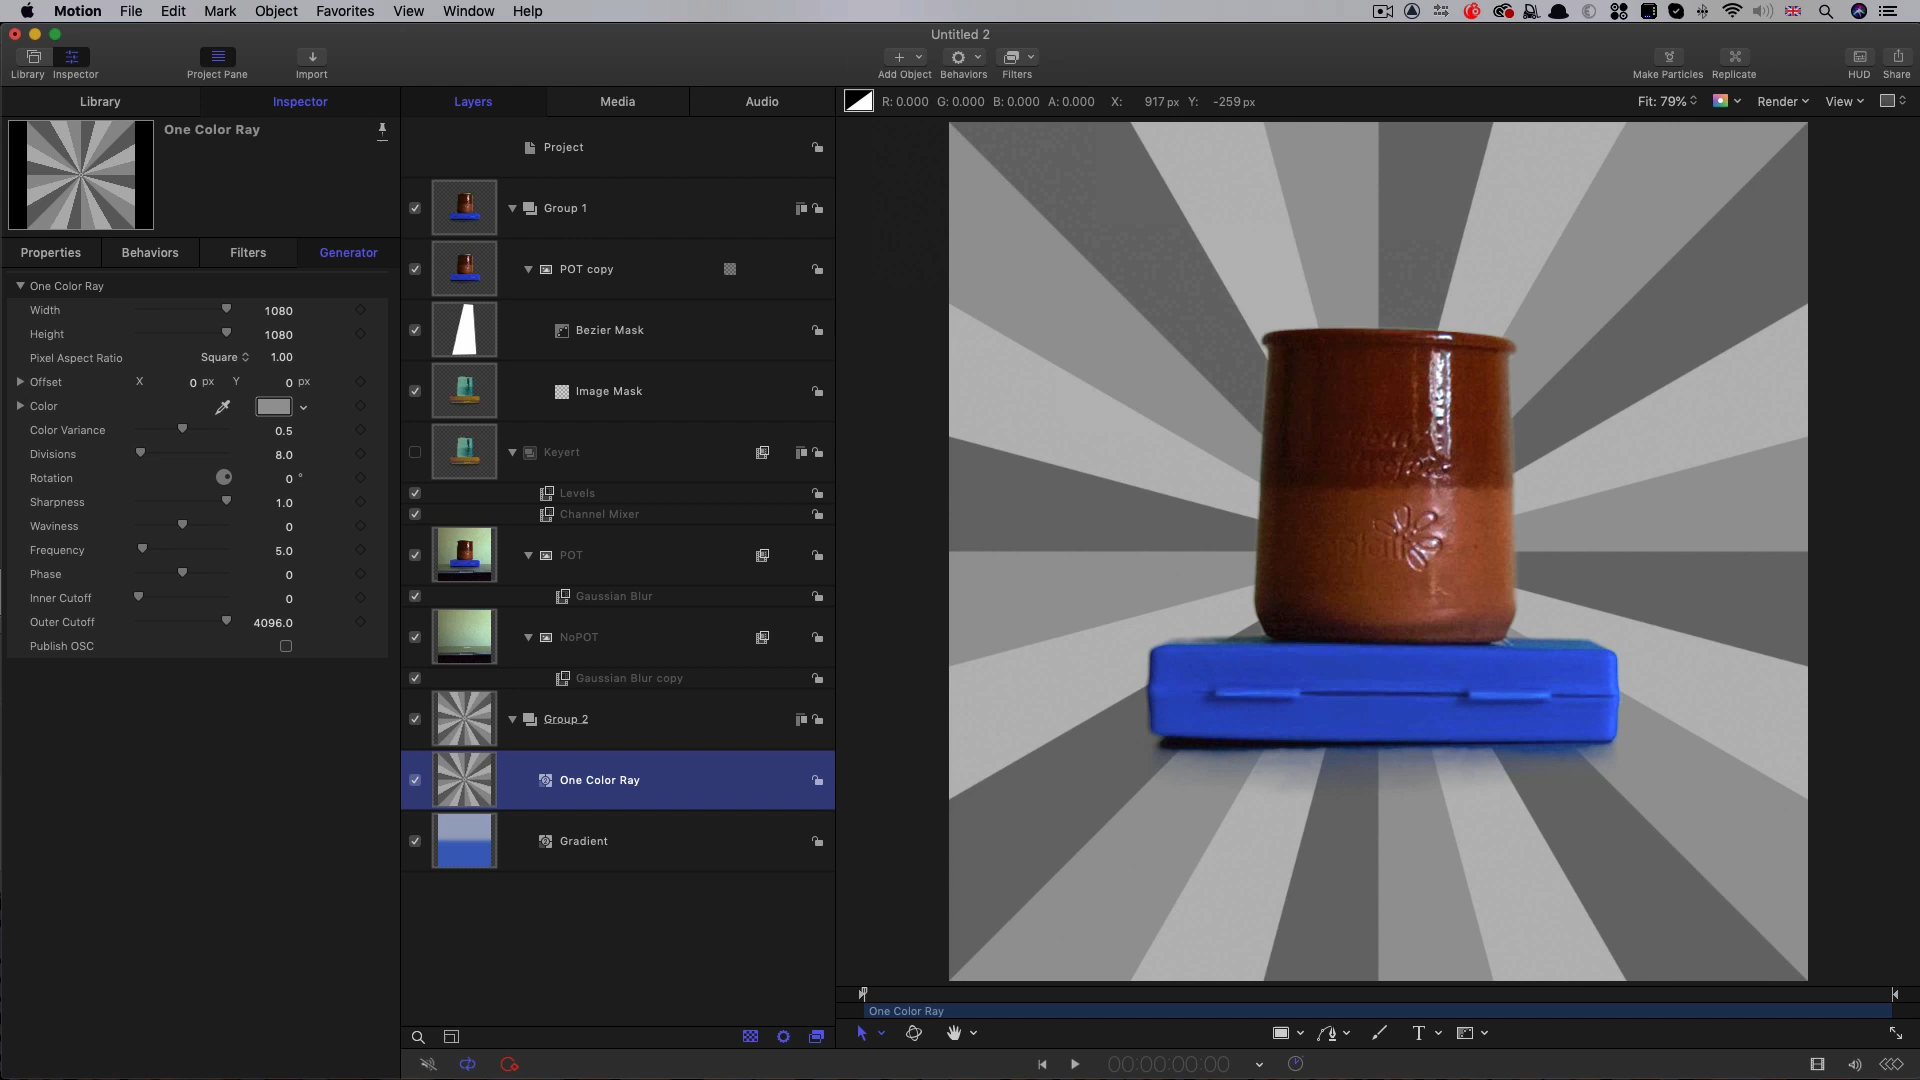 Motion File Edit Mark Object Favorites View Window Help
Untitled 2
Library Inspector Project Pane Import Add Object Behaviors Filters Make Particles Replicate HUD Share
Library Inspector Layers Media Audio R: 0.000 G: 0.000 B: 0.000 A: 0.000 X: 917 px Y: -259 px Fit: 79% Render View
One Color Ray
Project
Group 1
Properties Behaviors Filters Generator
POT copy
One Color Ray
Width 1080
Height 1080
Bezier Mask
Pixel Aspect Ratio Square 1.00
Offset X 0 px Y 0 px
Image Mask
Color
Color Variance 0.5
Divisions 8.0
Keyert
Rotation 0 °
Levels
Sharpness 1.0
Channel Mixer
Waviness 0
Frequency 5.0
POT
Phase 0
Inner Cutoff 0
Gaussian Blur
Outer Cutoff 4096.0
NoPOT
Publish OSC
Gaussian Blur copy
Group 2
One Color Ray
Gradient
One Color Ray
T
00:00:00:00